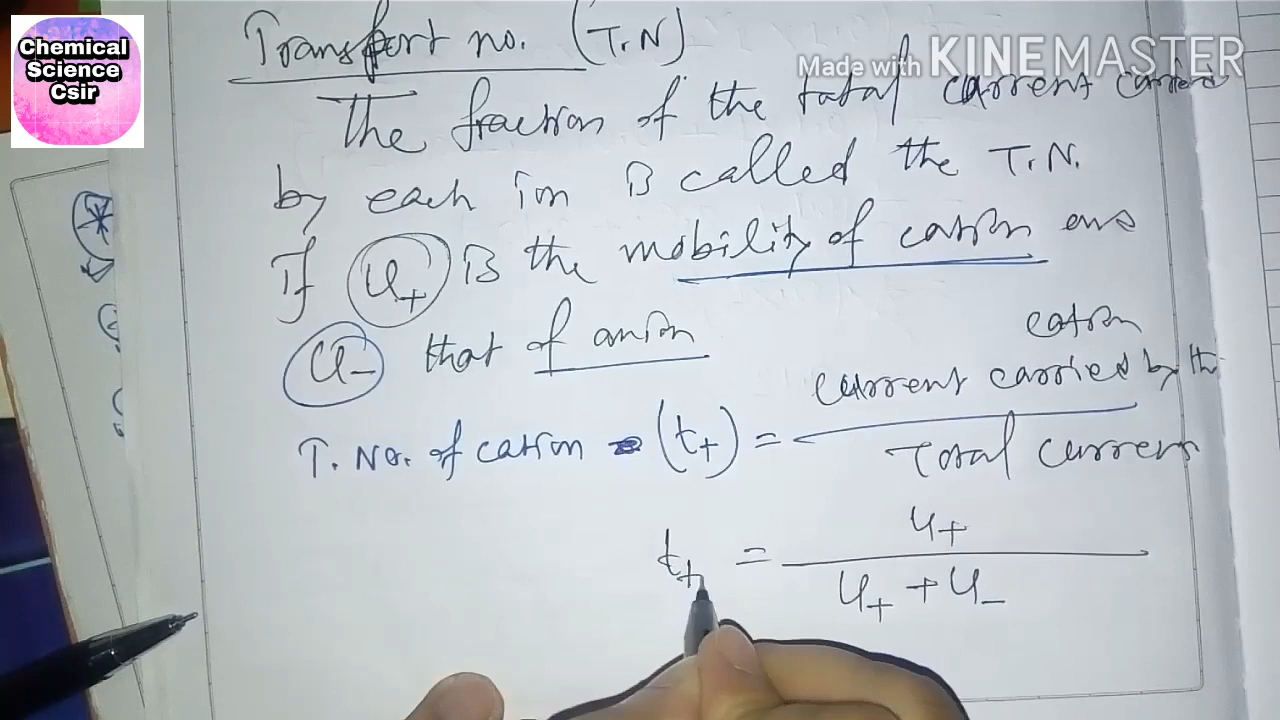 Chemical
Science
Csir
Made with KINEMASTER
Transport no. (T.N)
The fraction of the total current carried
by each ion is called the T.N.
If U+ is the mobility of cation and
U- that of anion
T. No. of cation (t+) = current carried by the cation
Total current
t+ = U+
U+ + U-